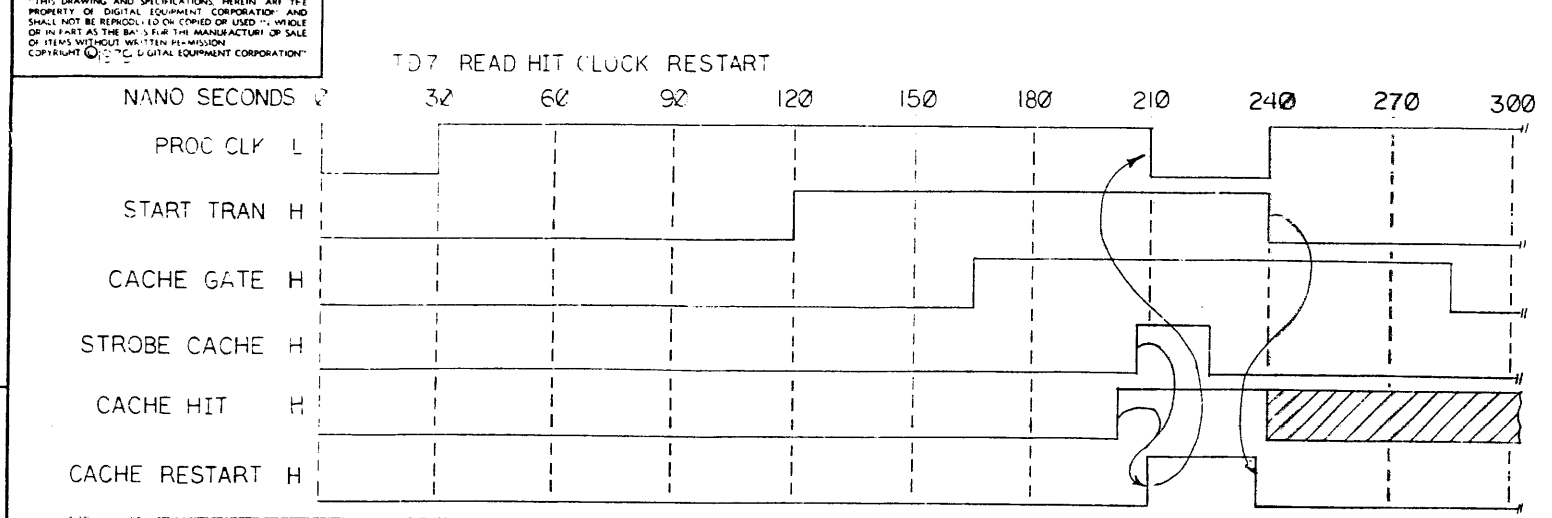 "THIS DRAWING AND SPECIFICATIONS, HEREIN ARE THE
PROPERTY OF DIGITAL EQUIPMENT CORPORATION AND
SHALL NOT BE REPRODUCED OR COPIED OR USED IN WHOLE
OR IN PART AS THE BASIS FOR THE MANUFACTURE OR SALE
OF ITEMS WITHOUT WRITTEN PERMISSION
COPYRIGHT © DIGITAL EQUIPMENT CORPORATION"
TD7 READ HIT CLOCK RESTART
NANO SECONDS 0 30 60 90 120 150 180 210 240 270 300
PROC CLK L
START TRAN H
CACHE GATE H
STROBE CACHE H
CACHE HIT H
CACHE RESTART H